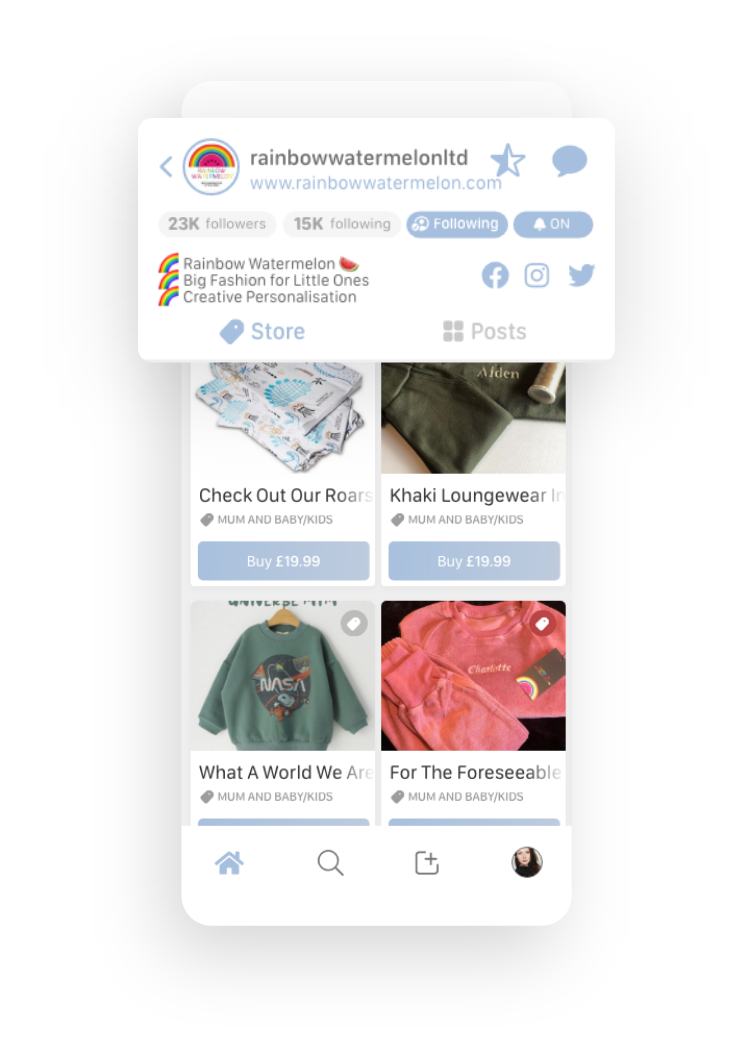 rainbowwatermelonltd
www.rainbowwatermelon.com
RAINBOW
WATERMELON
23K followers
15K following
Following
ON
Rainbow Watermelon
Big Fashion for Little Ones
Creative Personalisation
Store
Posts
Alden
Check Out Our Roars
Khaki Loungewear In
MUM AND BABY/KIDS
MUM AND BABY/KIDS
Buy £19.99
Buy £19.99
NASA
Charlotte
What A World We Are
For The Foreseeable
MUM AND BABY/KIDS
MUM AND BABY/KIDS